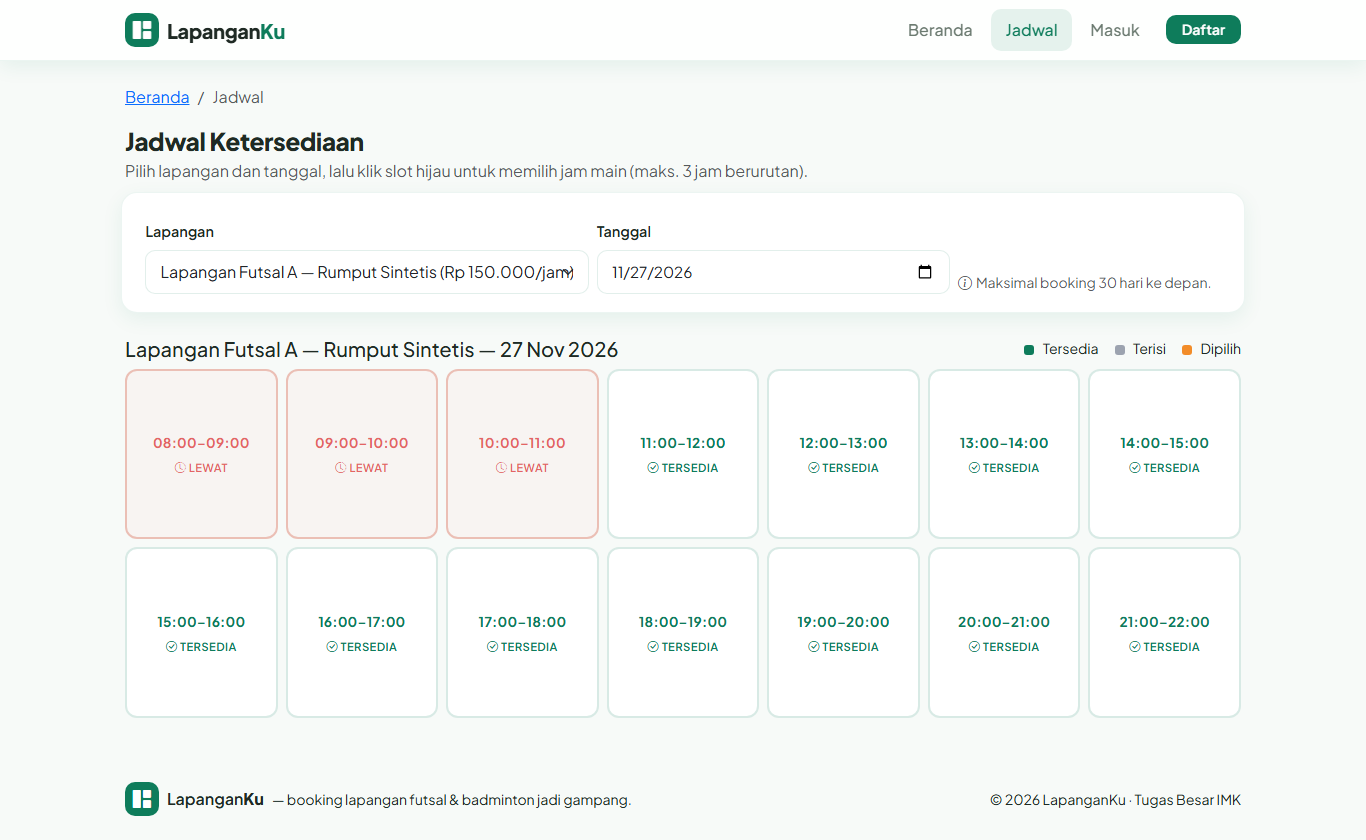 LapanganKu
Beranda Jadwal Masuk Daftar
Beranda / Jadwal
Jadwal Ketersediaan
Pilih lapangan dan tanggal, lalu klik slot hijau untuk memilih jam main (maks. 3 jam berurutan).
Lapangan Tanggal
Lapangan Futsal A — Rumput Sintetis (Rp 150.000/jam) 11/27/2026 Maksimal booking 30 hari ke depan.
Lapangan Futsal A — Rumput Sintetis — 27 Nov 2026 Tersedia Terisi Dipilih
08:00–09:00 09:00–10:00 10:00–11:00 11:00–12:00 12:00–13:00 13:00–14:00 14:00–15:00
LEWAT LEWAT LEWAT TERSEDIA TERSEDIA TERSEDIA TERSEDIA
15:00–16:00 16:00–17:00 17:00–18:00 18:00–19:00 19:00–20:00 20:00–21:00 21:00–22:00
TERSEDIA TERSEDIA TERSEDIA TERSEDIA TERSEDIA TERSEDIA TERSEDIA
LapanganKu — booking lapangan futsal & badminton jadi gampang. © 2026 LapanganKu · Tugas Besar IMK